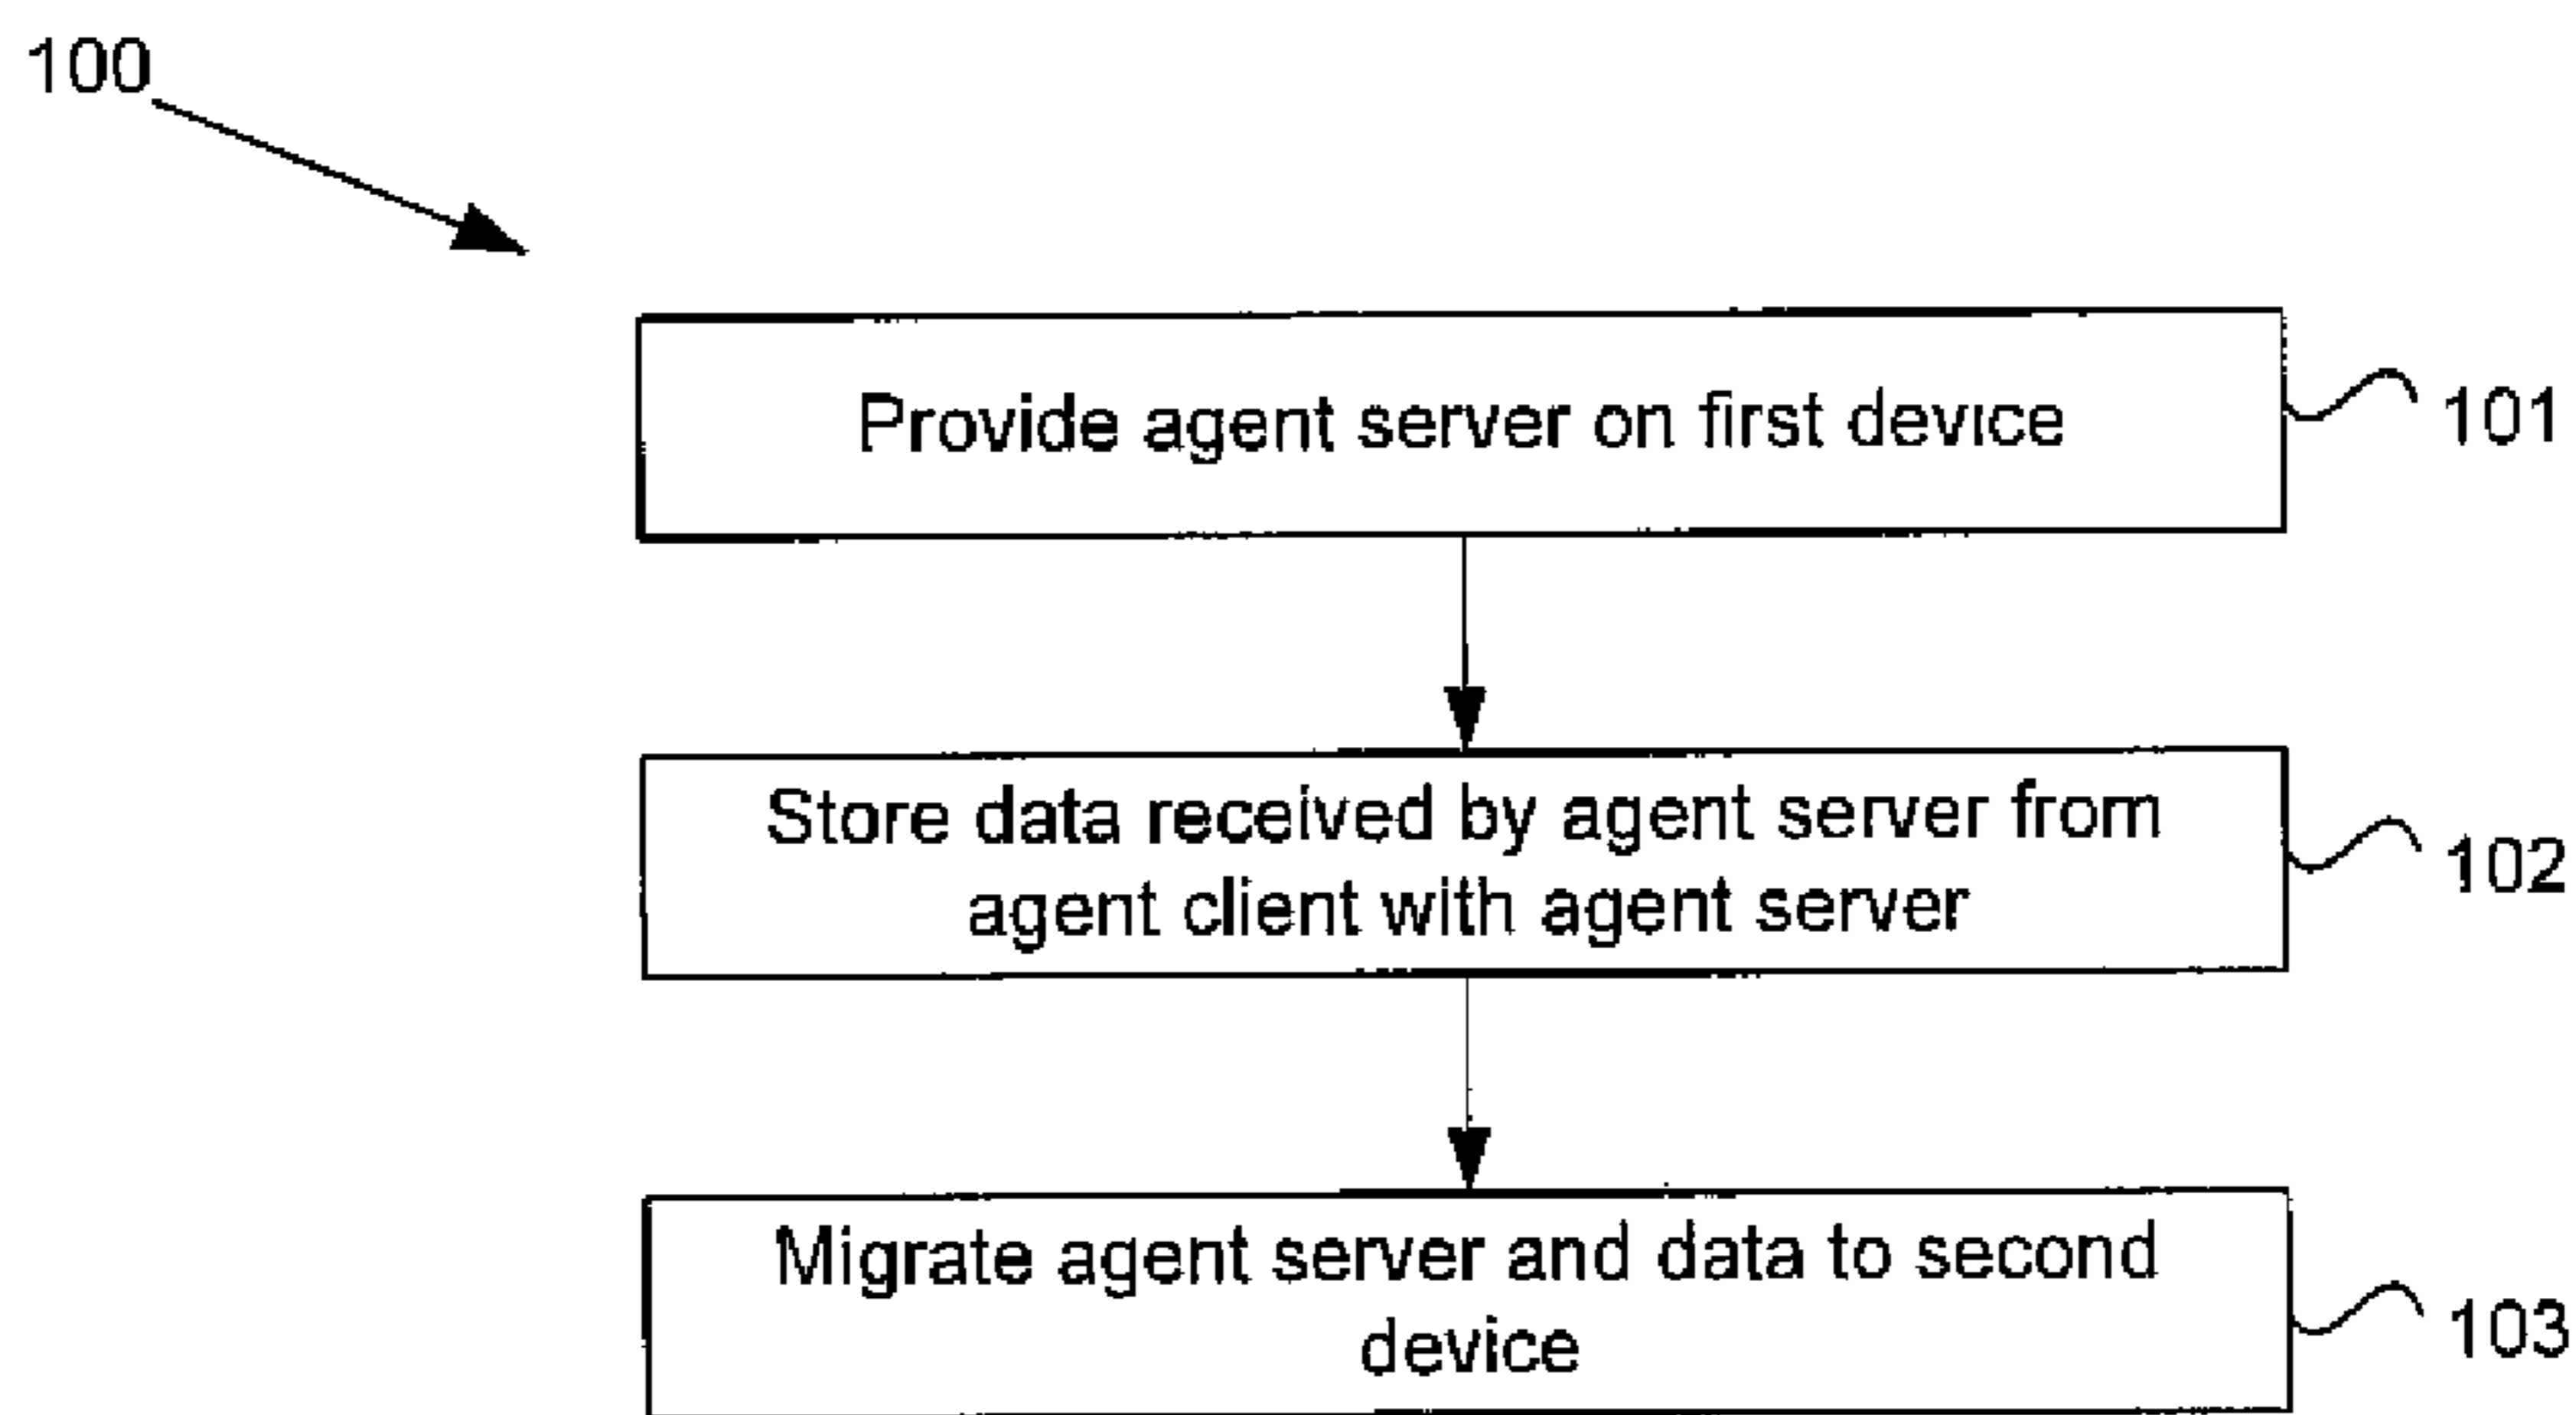 100
Provide agent server on first device
101
Store data received by agent server from
agent client with agent server
102
Migrate agent server and data to second
device
103